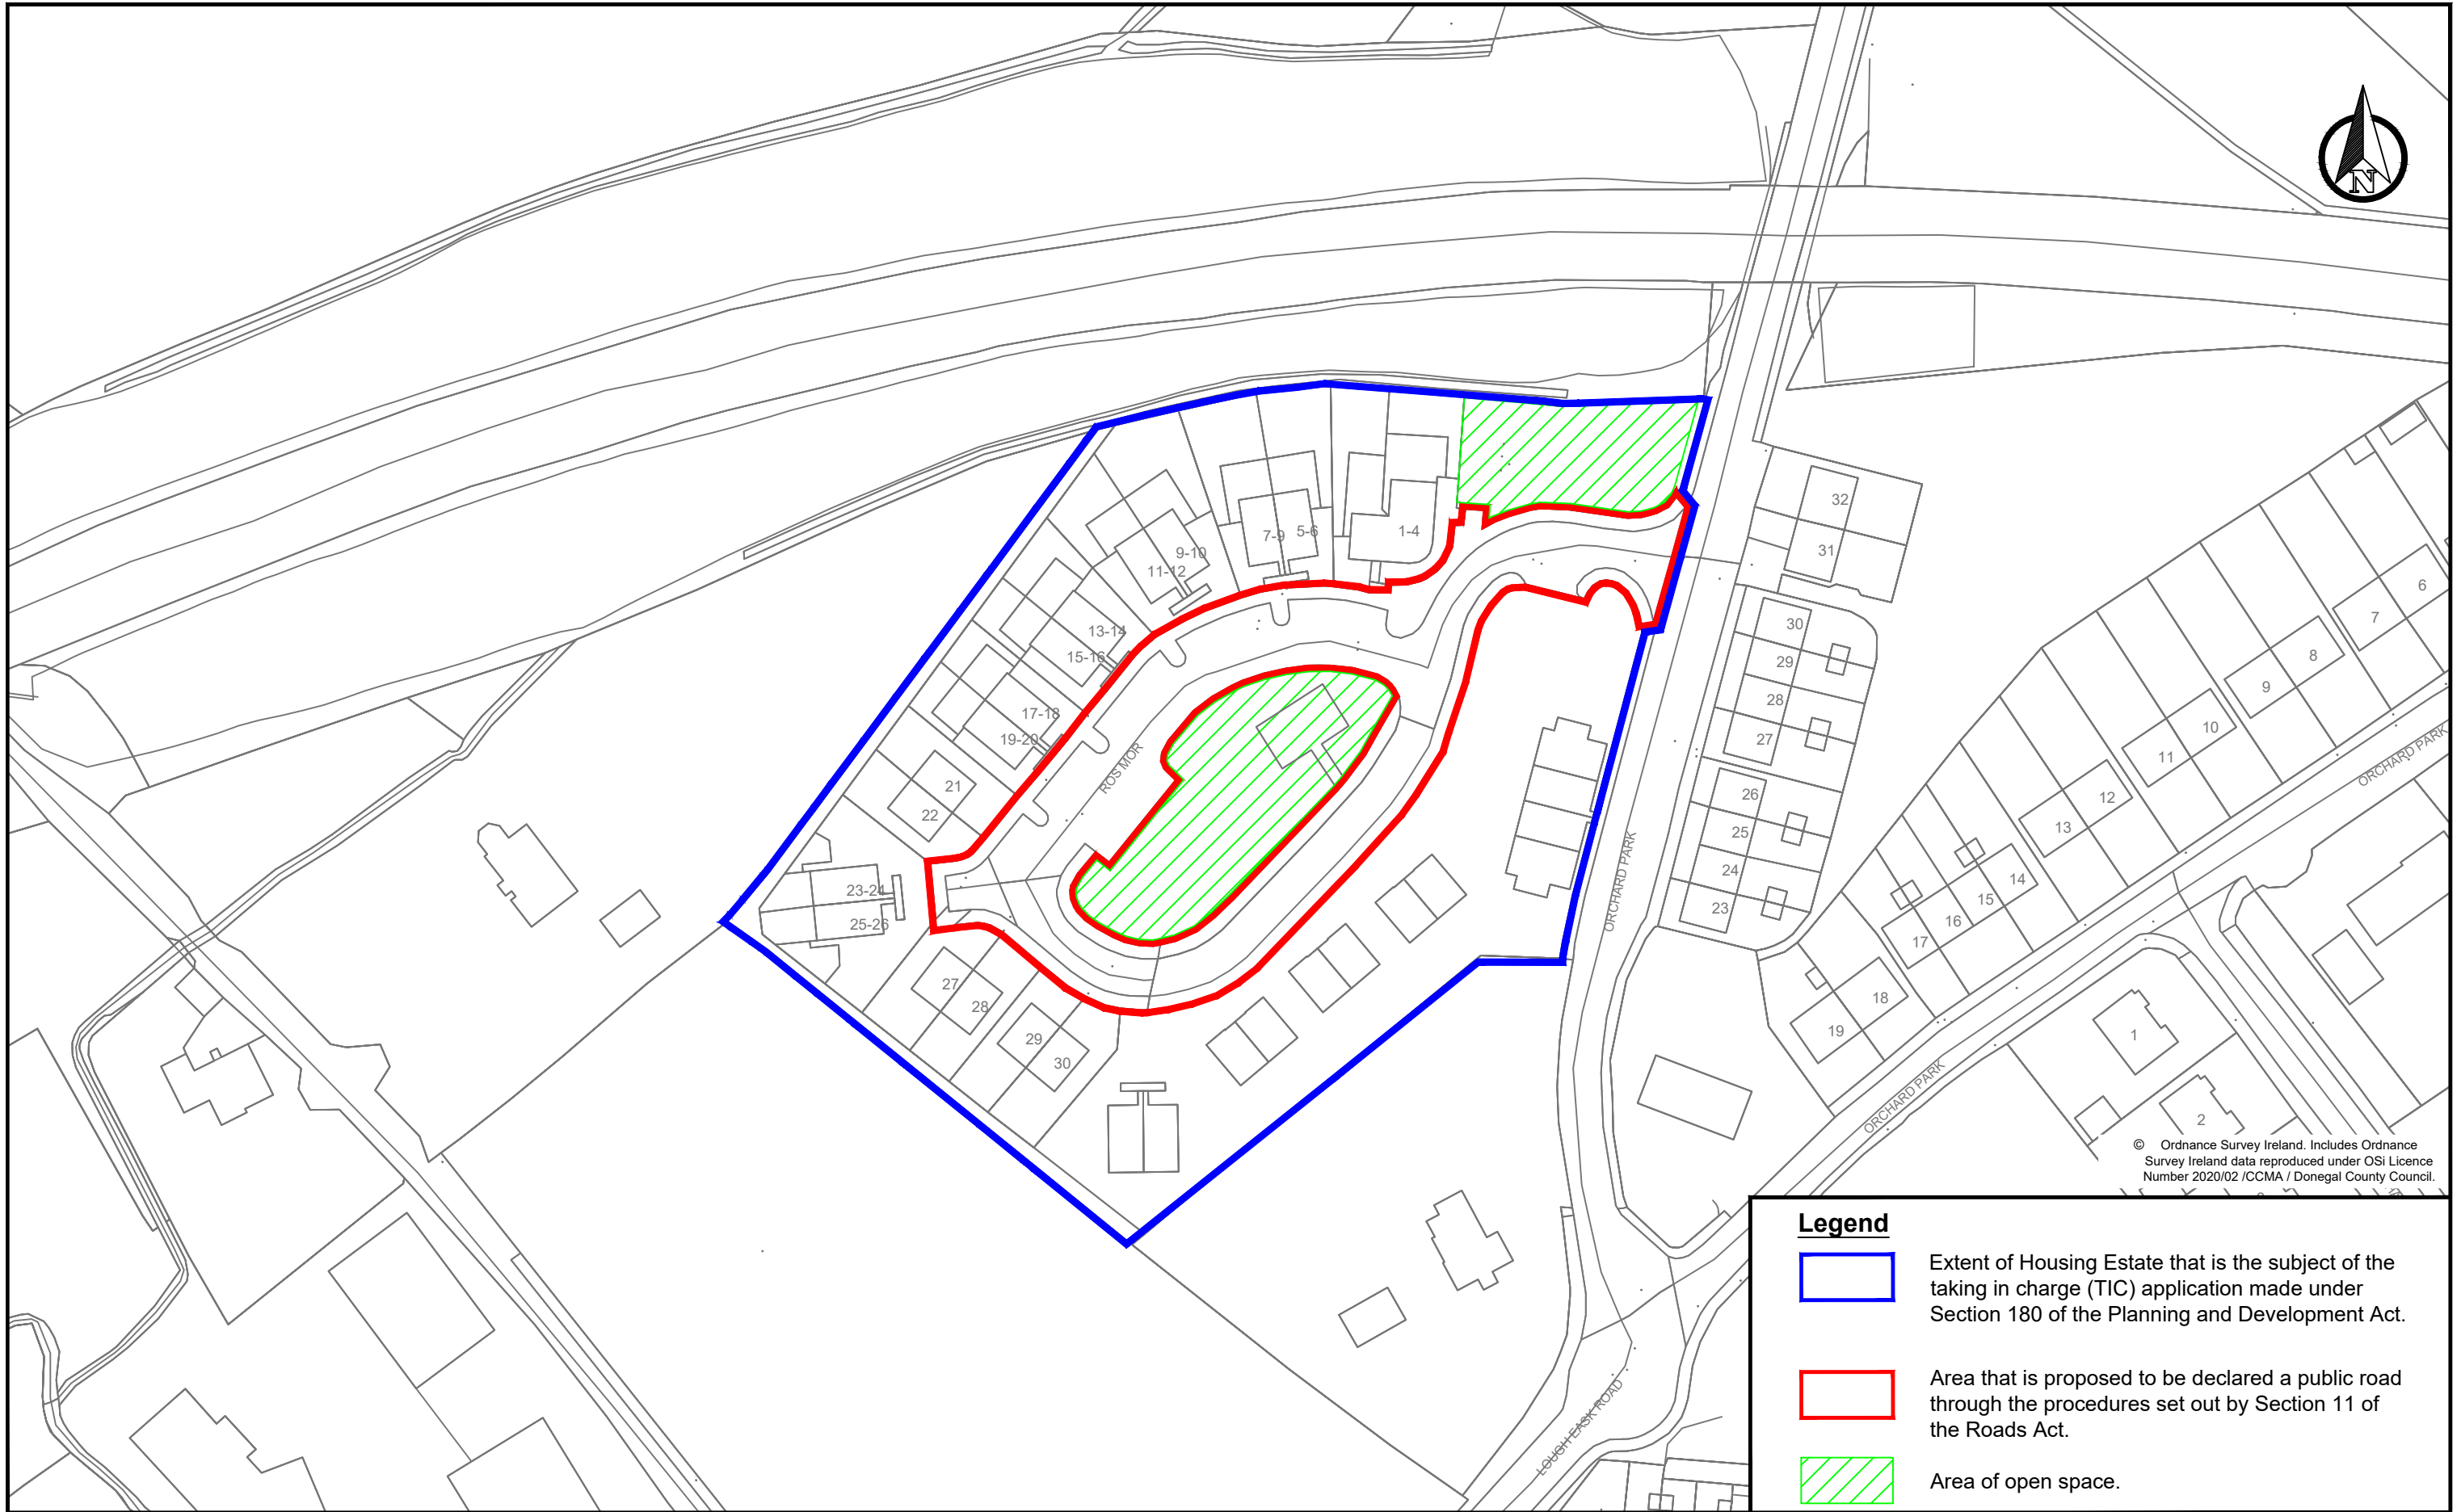 N
32
31
1-4
5-6
7-9
9-10
11-12
13-14
15-16
17-18
19-20
21
22
23-24
25-26
27
28
29
30
ROS MOR
30
29
28
27
26
25
24
23
ORCHARD PARK
6
7
8
9
10
11
12
13
14
15
16
17
18
19
ORCHARD PARK
ORCHARD PARK
1
2
LOUGH EASK ROAD
© Ordnance Survey Ireland. Includes Ordnance
Survey Ireland data reproduced under OSi Licence
Number 2020/02 /CCMA / Donegal County Council.
Legend
Extent of Housing Estate that is the subject of the
taking in charge (TIC) application made under
Section 180 of the Planning and Development Act.
Area that is proposed to be declared a public road
through the procedures set out by Section 11 of
the Roads Act.
Area of open space.